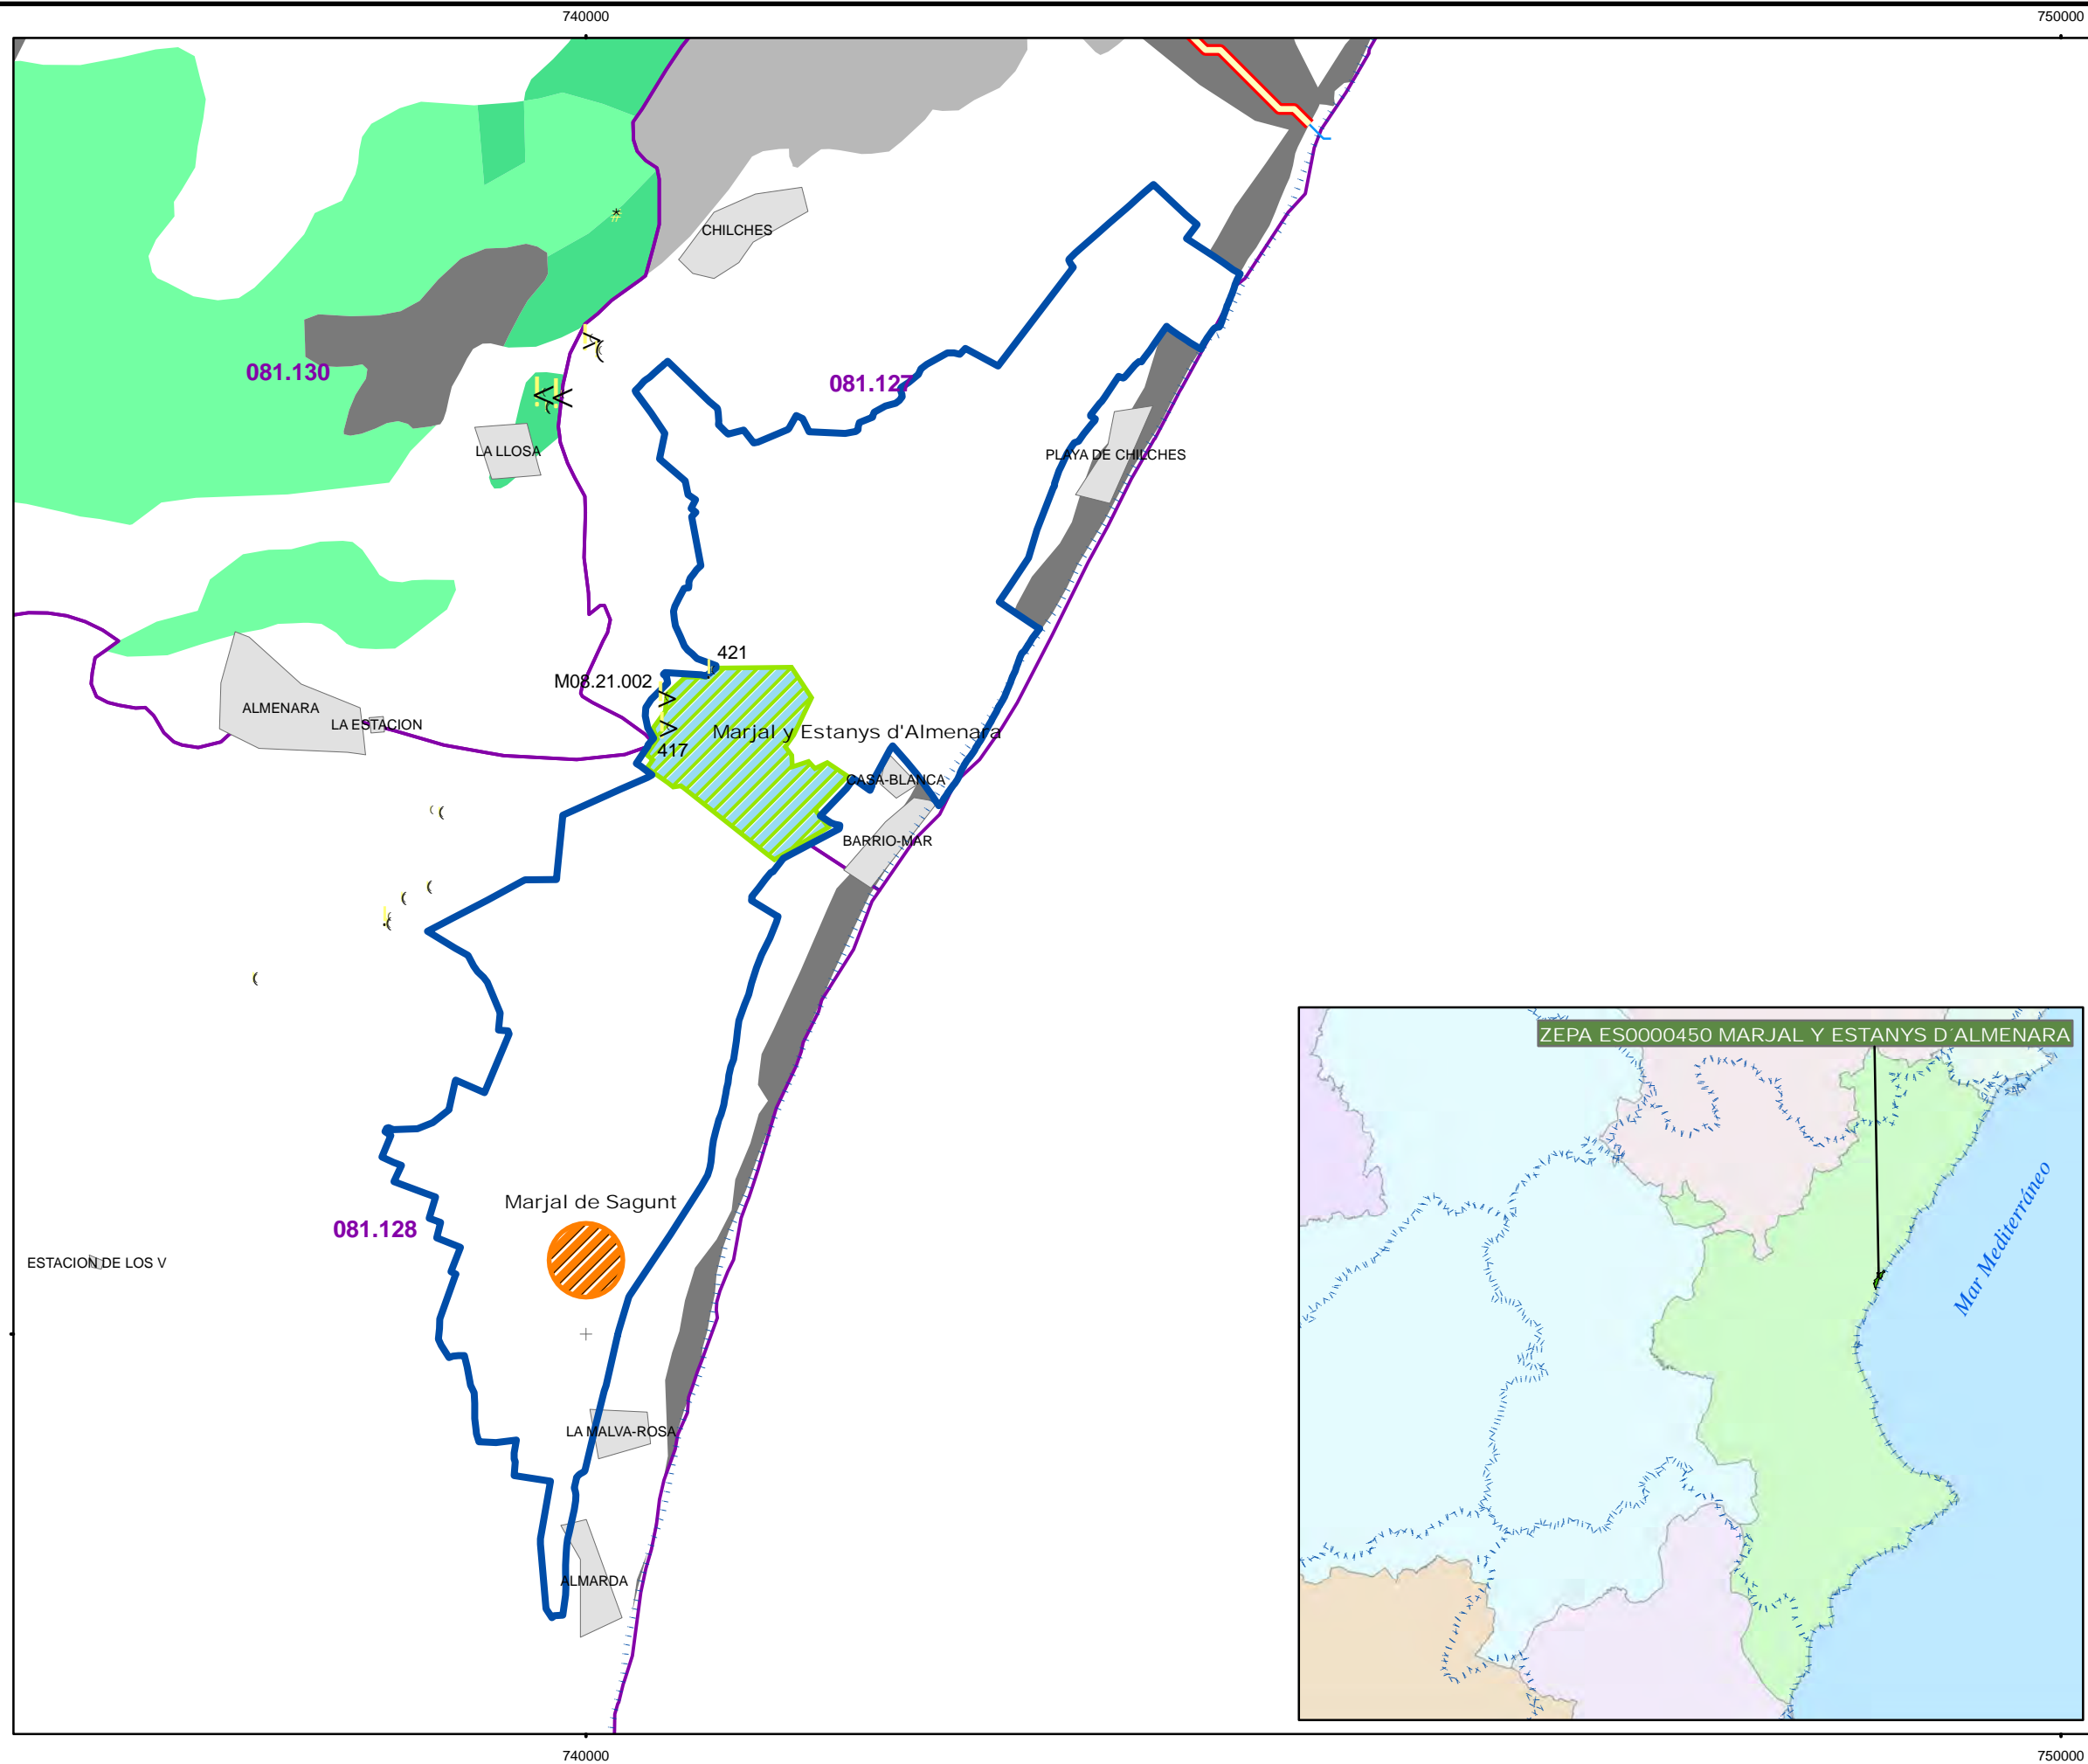 740000
750000
CHILCHES
081.130
081.127
LA LLOSA
PLAYA DE CHILCHES
421
M08.21.002
ALMENARA
LA ESTACION
Marjal y Estanys d'Almenara
417
CASA-BLANCA
BARRIO-MAR
ZEPA ES0000450 MARJAL Y ESTANYS D´ALMENARA
Mar Mediterráneo
Marjal de Sagunt
081.128
ESTACION DE LOS V
LA MALVA-ROSA
ALMARDA
740000
750000